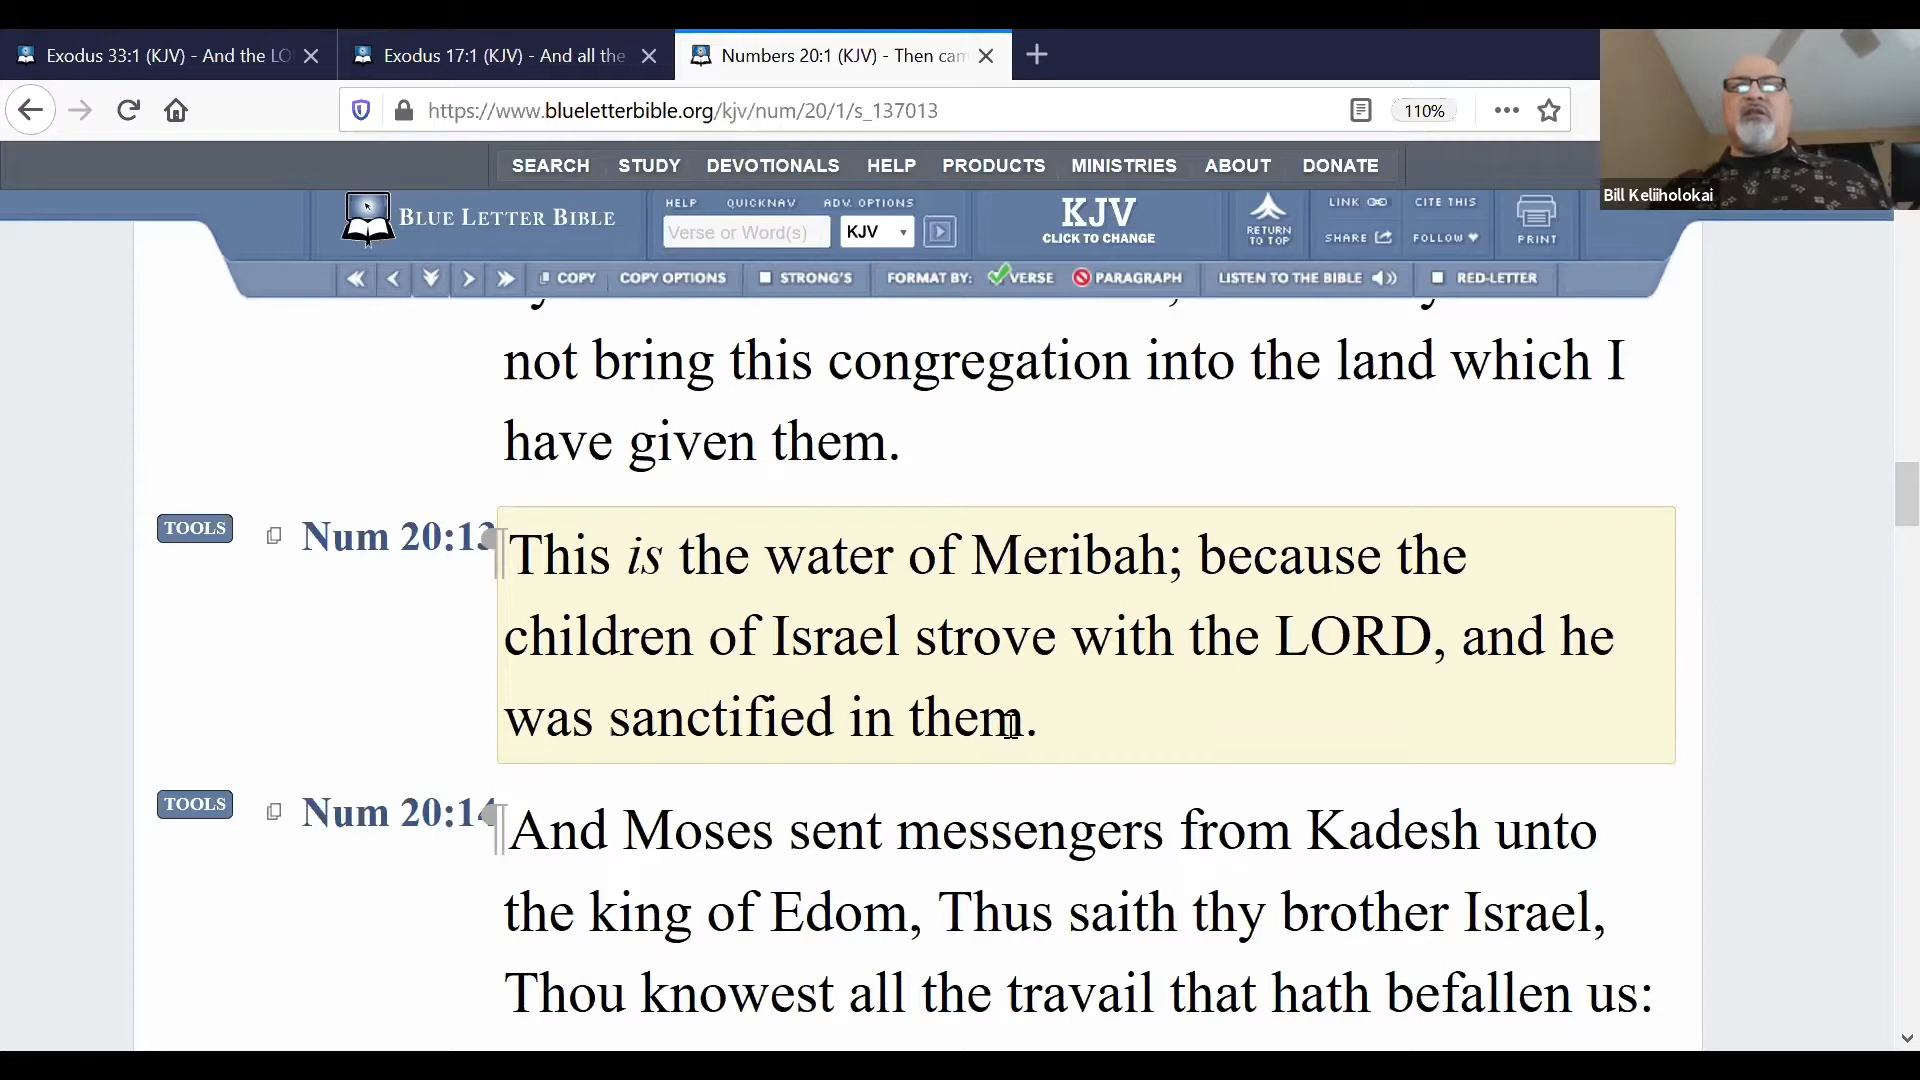 Exodus 33:1 (KJV) - And the LO
Exodus 17:1 (KJV) - And all the
Numbers 20:1 (KJV) - Then cam
https://www.blueletterbible.org/kjv/num/20/1/s_137013
110%
Bill Keliiholokai
SEARCH STUDY DEVOTIONALS HELP PRODUCTS MINISTRIES ABOUT DONATE
BLUE LETTER BIBLE
HELP QUICKNAV ADV. OPTIONS
Verse or Word(s) KJV
KJV
CLICK TO CHANGE
RETURN
TO TOP
LINK CITE THIS
SHARE FOLLOW
PRINT
COPY COPY OPTIONS STRONG'S FORMAT BY: VERSE PARAGRAPH LISTEN TO THE BIBLE RED-LETTER
not bring this congregation into the land which I
have given them.
TOOLS Num 20:13 ¶This is the water of Meribah; because the
children of Israel strove with the LORD, and he
was sanctified in them.
TOOLS Num 20:14 ¶And Moses sent messengers from Kadesh unto
the king of Edom, Thus saith thy brother Israel,
Thou knowest all the travail that hath befallen us: